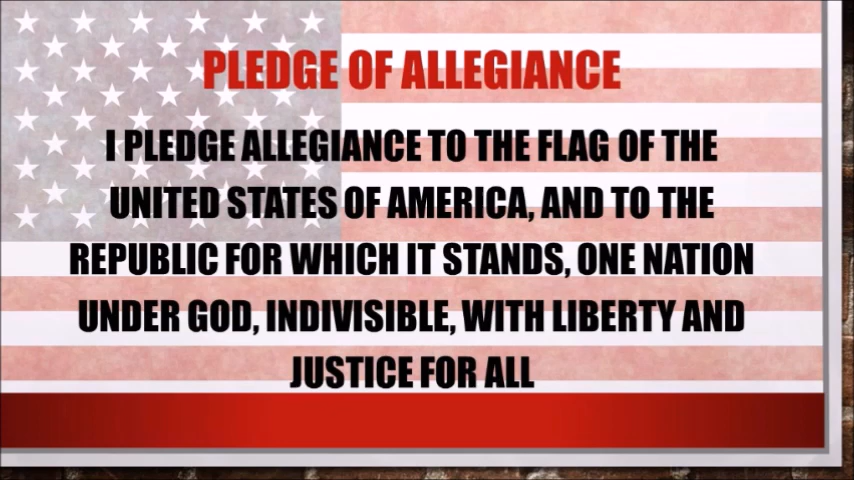 PLEDGE OF ALLEGIANCE
I PLEDGE ALLEGIANCE TO THE FLAG OF THE
UNITED STATES OF AMERICA, AND TO THE
REPUBLIC FOR WHICH IT STANDS, ONE NATION
UNDER GOD, INDIVISIBLE, WITH LIBERTY AND
JUSTICE FOR ALL